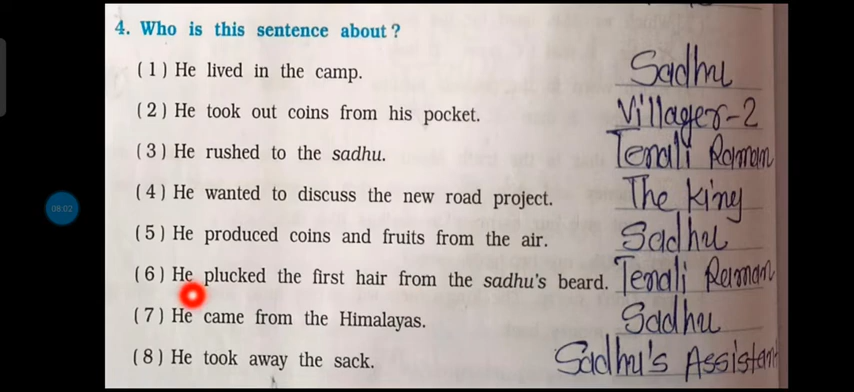 4. Who is this sentence about?
(1) He lived in the camp. Sadhu
(2) He took out coins from his pocket. Villager-2
(3) He rushed to the sadhu. Tenali Raman
(4) He wanted to discuss the new road project. The King
(5) He produced coins and fruits from the air. Sadhu
(6) He plucked the first hair from the sadhu's beard. Tenali Raman
(7) He came from the Himalayas. Sadhu
(8) He took away the sack. Sadhu's Assistant
09:02